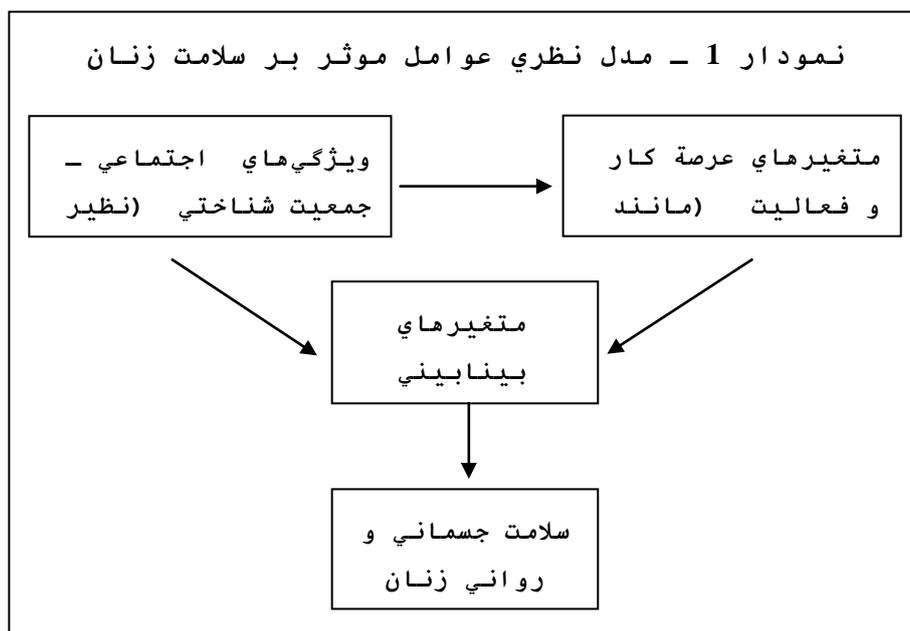 نمودار 1 ـ مدل نظري عوامل موثر بر سلامت زنان
متغيرهاي عرصة كار
و فعاليت (مانند
ويژگي‌هاي اجتماعي ـ
جمعيت شناختي (نظير
متغيرهاي
بينابيني
سلامت جسماني و
رواني زنان